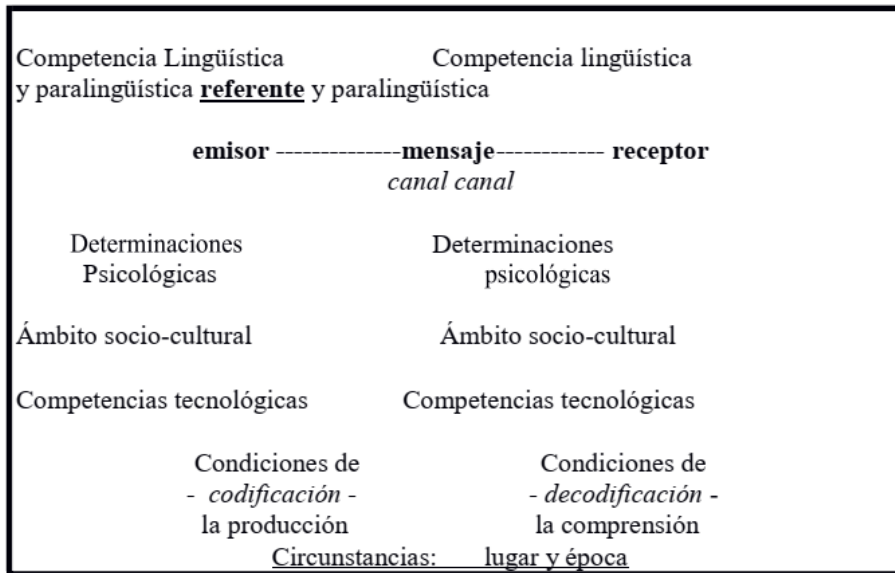 Competencia Lingüística Competencia lingüística
y paralingüística referente y paralingüística
emisor --------------mensaje------------ receptor
canal canal
Determinaciones Determinaciones
Psicológicas psicológicas
Ámbito socio-cultural Ámbito socio-cultural
Competencias tecnológicas Competencias tecnológicas
Condiciones de Condiciones de
- codificación - - decodificación -
la producción la comprensión
Circunstancias: lugar y época